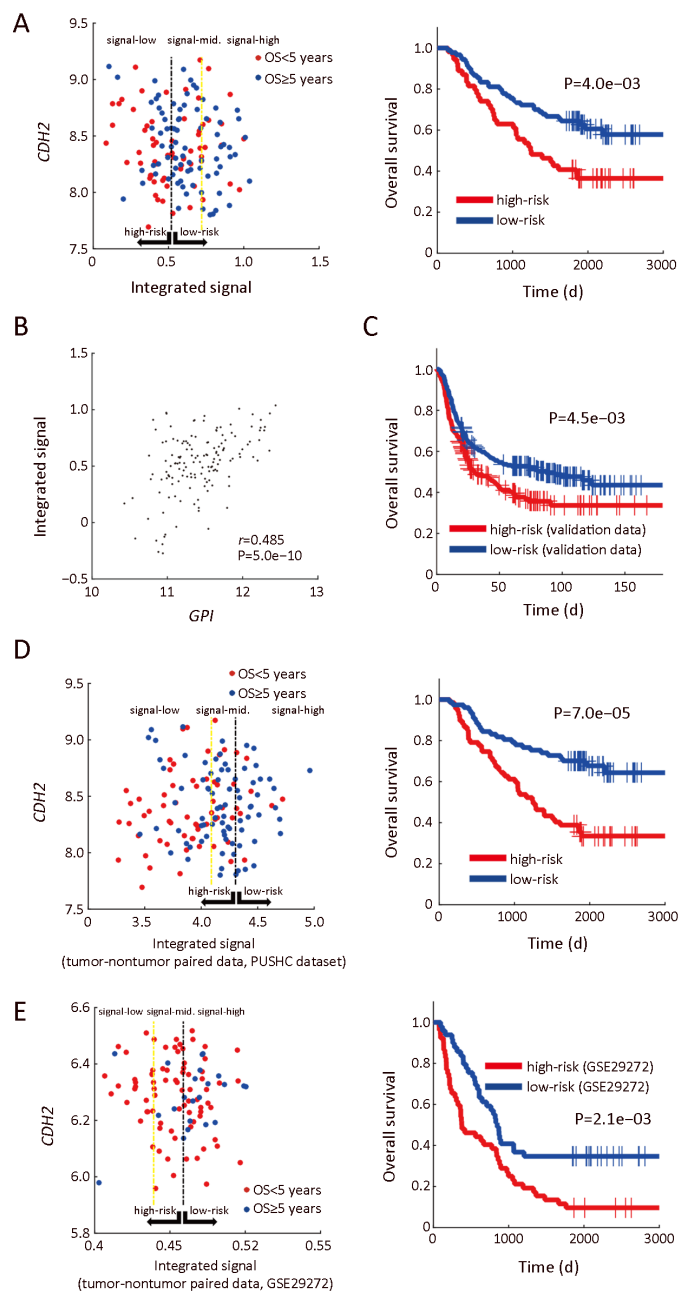 A
signal-low signal-mid. signal-high
OS<5 years
OS≥5 years
9.5
9.0
8.5
8.0
7.5
CDH2
high-risk low-risk
0 0.5 1.0 1.5
Integrated signal
1.0
0.8
0.6
0.4
0.2
0
Overall survival
P=4.0e−03
high-risk
low-risk
0 1000 2000 3000
Time (d)
B
1.5
1.0
0.5
0
−0.5
Integrated signal
r=0.485
P=5.0e−10
10 11 12 13
GPI
C
1.0
0.8
0.6
0.4
0.2
0
Overall survival
P=4.5e−03
high-risk (validation data)
low-risk (validation data)
0 50 100 150
Time (d)
D
OS<5 years
OS≥5 years
signal-low signal-mid. signal-high
9.5
9.0
8.5
8.0
7.5
CDH2
high-risk low-risk
0 3.5 4.0 4.5 5.0
Integrated signal
(tumor-nontumor paired data, PUSHC dataset)
1.0
0.8
0.6
0.4
0.2
0
Overall survival
P=7.0e−05
high-risk
low-risk
0 1000 2000 3000
Time (d)
E
signal-low signal-mid. signal-high
6.6
6.4
6.2
6.0
5.8
CDH2
OS<5 years
OS≥5 years
high-risk low-risk
0.4 0.45 0.52 0.55
Integrated signal
(tumor-nontumor paired data, GSE29272)
1.0
0.8
0.6
0.4
0.2
0
Overall survival
high-risk (GSE29272)
low-risk (GSE29272)
P=2.1e−03
0 1000 2000 3000
Time (d)